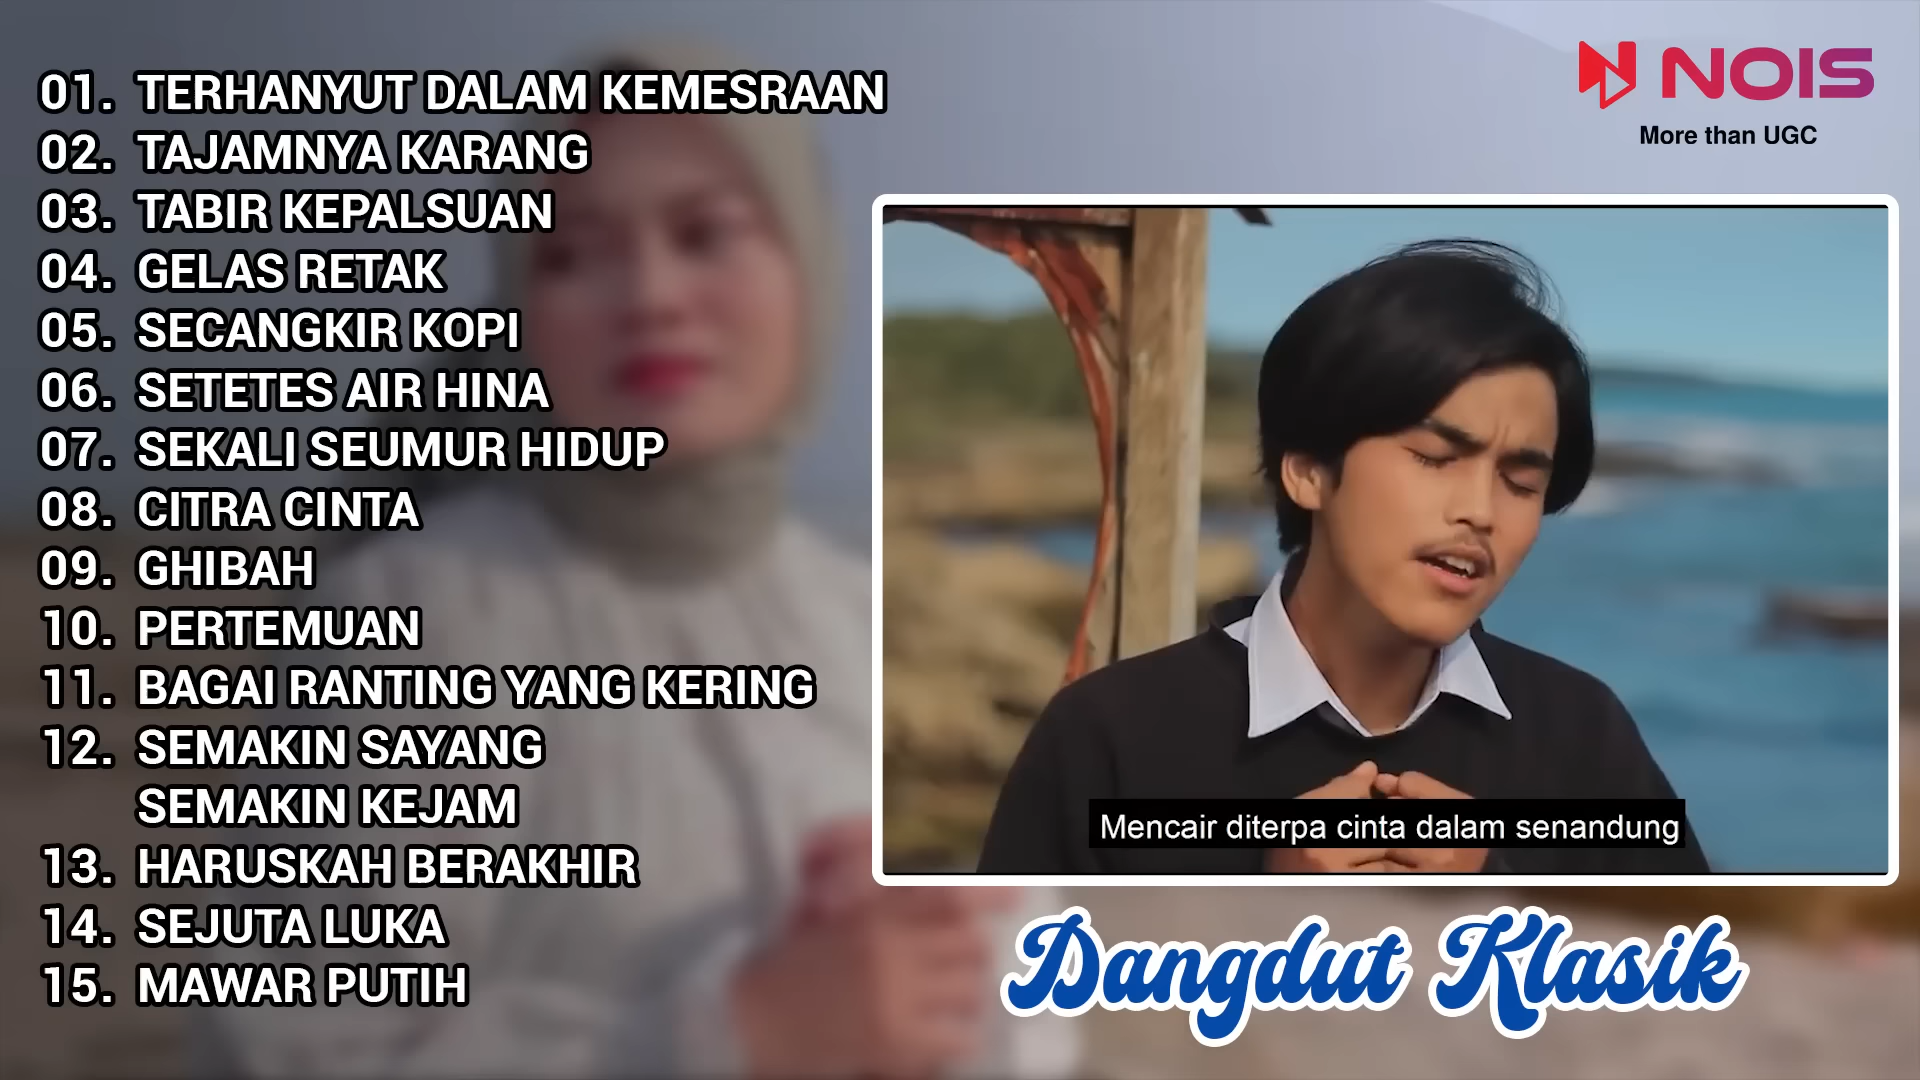 01. TERHANYUT DALAM KEMESRAAN
02. TAJAMNYA KARANG
03. TABIR KEPALSUAN
04. GELAS RETAK
05. SECANGKIR KOPI
06. SETETES AIR HINA
07. SEKALI SEUMUR HIDUP
08. CITRA CINTA
09. GHIBAH
10. PERTEMUAN
11. BAGAI RANTING YANG KERING
12. SEMAKIN SAYANG
SEMAKIN KEJAM
13. HARUSKAH BERAKHIR
14. SEJUTA LUKA
15. MAWAR PUTIH
NOIS
More than UGC
Mencair diterpa cinta dalam senandung
Dangdut Klasik